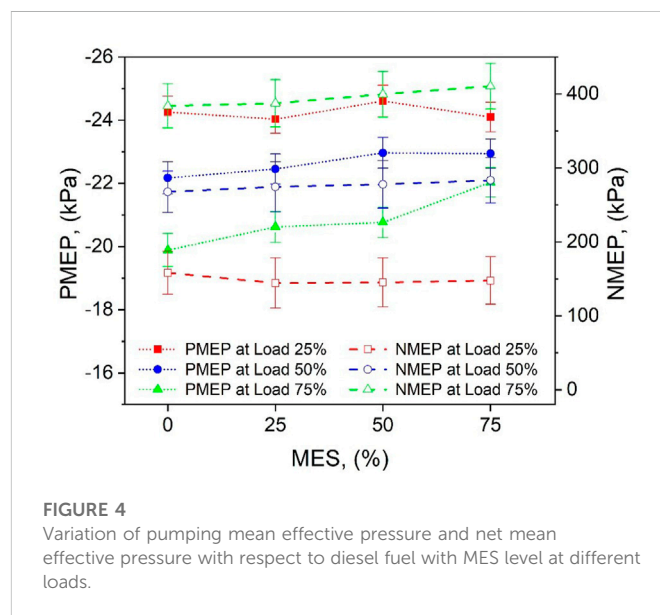 -26
-24
-22
-20
-18
-16
PMEP, (kPa)
400
300
200
100
0
NMEP, (kPa)
PMEP at Load 25% NMEP at Load 25%
PMEP at Load 50% NMEP at Load 50%
PMEP at Load 75% NMEP at Load 75%
0 25 50 75
MES, (%)
FIGURE 4
Variation of pumping mean effective pressure and net mean
effective pressure with respect to diesel fuel with MES level at different
loads.